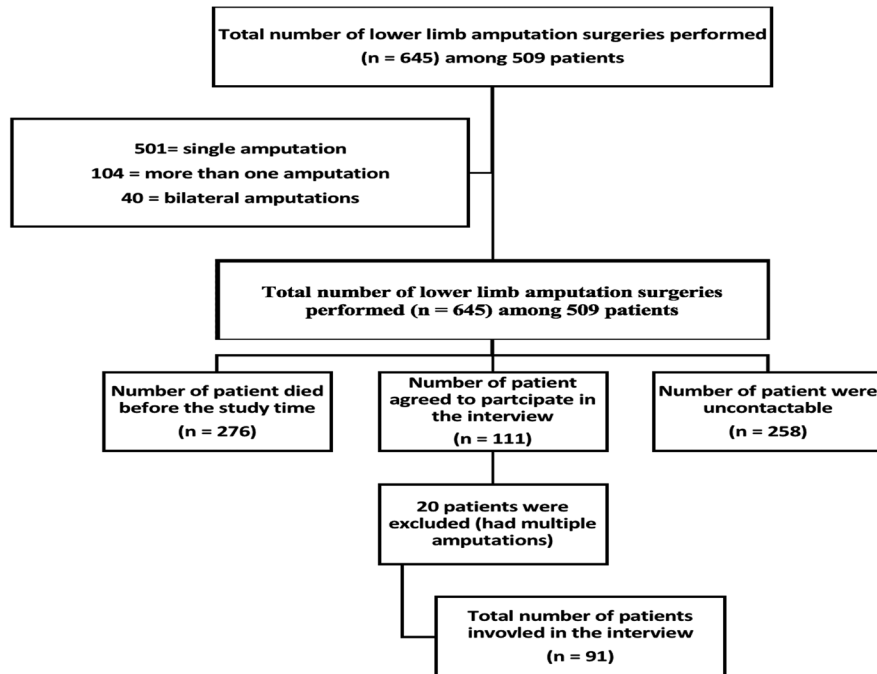 Total number of lower limb amputation surgeries performed
(n = 645) among 509 patients
501= single amputation
104 = more than one amputation
40 = bilateral amputations
Total number of lower limb amputation surgeries
performed (n = 645) among 509 patients
Number of patient died
before the study time
(n = 276)
Number of patient
agreed to partcipate in
the interview
(n = 111)
Number of patient were
uncontactable
(n = 258)
20 patients were
excluded (had multiple
amputations)
Total number of patients
invovled in the interview
(n = 91)